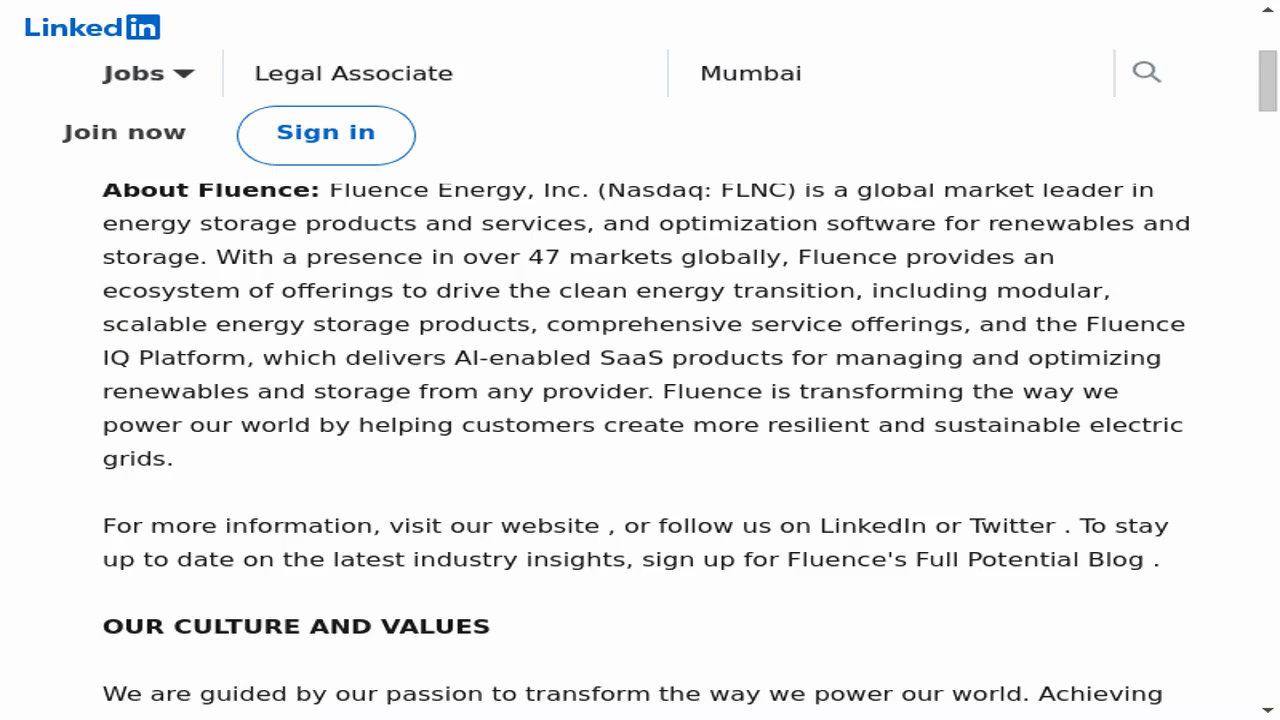 Linkedin
Jobs
Legal Associate
Mumbai
Join now
Sign in
About Fluence: Fluence Energy, Inc. (Nasdaq: FLNC) is a global market leader in
energy storage products and services, and optimization software for renewables and
storage. With a presence in over 47 markets globally, Fluence provides an
ecosystem of offerings to drive the clean energy transition, including modular,
scalable energy storage products, comprehensive service offerings, and the Fluence
IQ Platform, which delivers AI-enabled SaaS products for managing and optimizing
renewables and storage from any provider. Fluence is transforming the way we
power our world by helping customers create more resilient and sustainable electric
grids.
For more information, visit our website , or follow us on LinkedIn or Twitter . To stay
up to date on the latest industry insights, sign up for Fluence's Full Potential Blog .
OUR CULTURE AND VALUES
We are guided by our passion to transform the way we power our world. Achieving